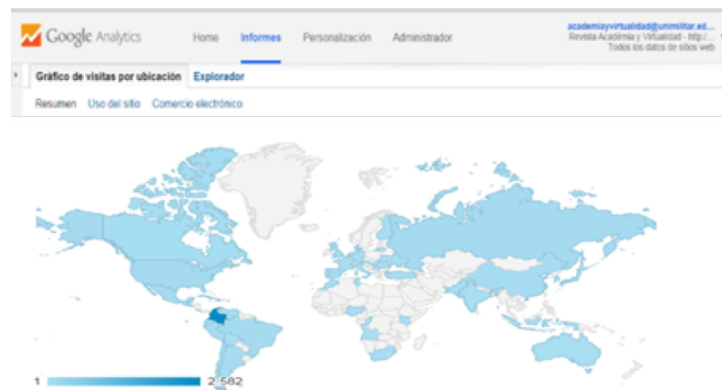 Google Analytics
Home Informes Personalización Administrador
academiayvirtualidad@unimilitar.ed...
Revista Academia y Virtualidad - http:/...
Todos los datos de sitios web
Gráfico de visitas por ubicación Explorador
Resumen Uso del sitio Comercio electrónico
1 2.582